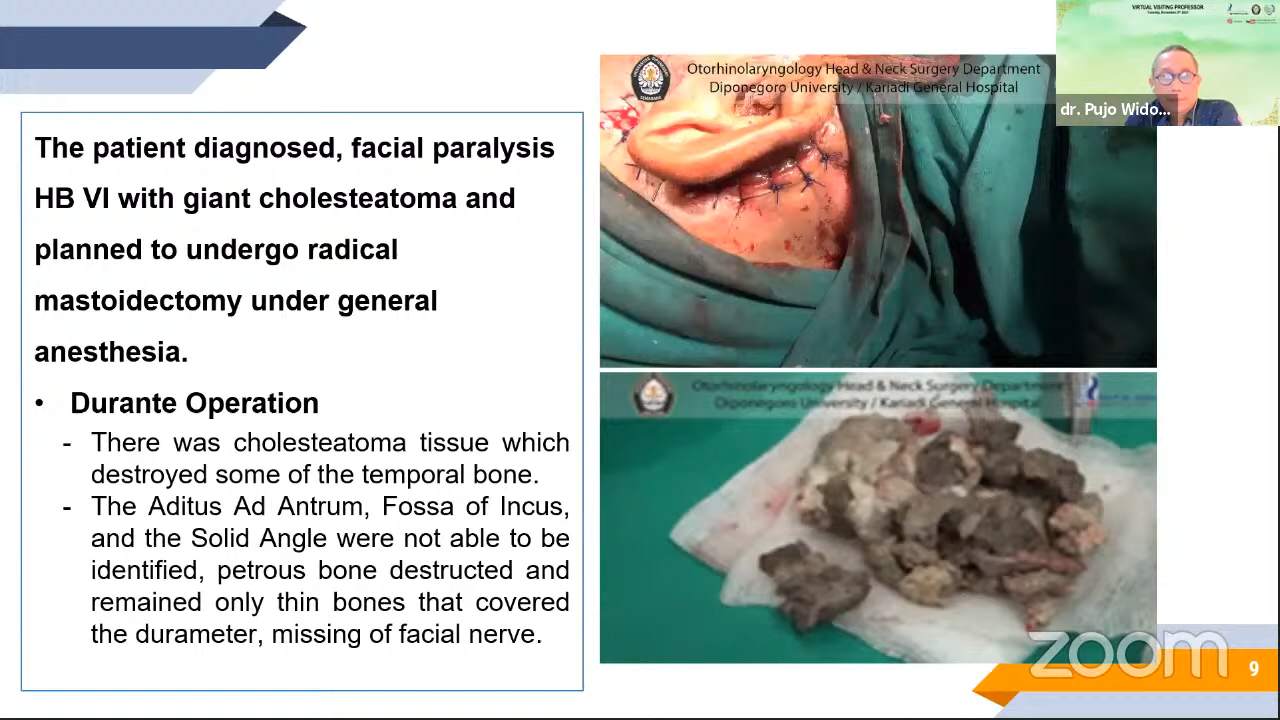 The patient diagnosed, facial paralysis
HB VI with giant cholesteatoma and
planned to undergo radical
mastoidectomy under general
anesthesia.
• Durante Operation
- There was cholesteatoma tissue which
destroyed some of the temporal bone.
- The Aditus Ad Antrum, Fossa of Incus,
and the Solid Angle were not able to be
identified, petrous bone destructed and
remained only thin bones that covered
the durameter, missing of facial nerve.
Otorhinolaryngology Head & Neck Surgery Department
Diponegoro University / Kariadi General Hospital
Otorhinolaryngology Head & Neck Surgery Department
Diponegoro University / Kariadi General Hospital
VIRTUAL VISITING PROFESSOR
dr. Pujo Wido...
zoom
9